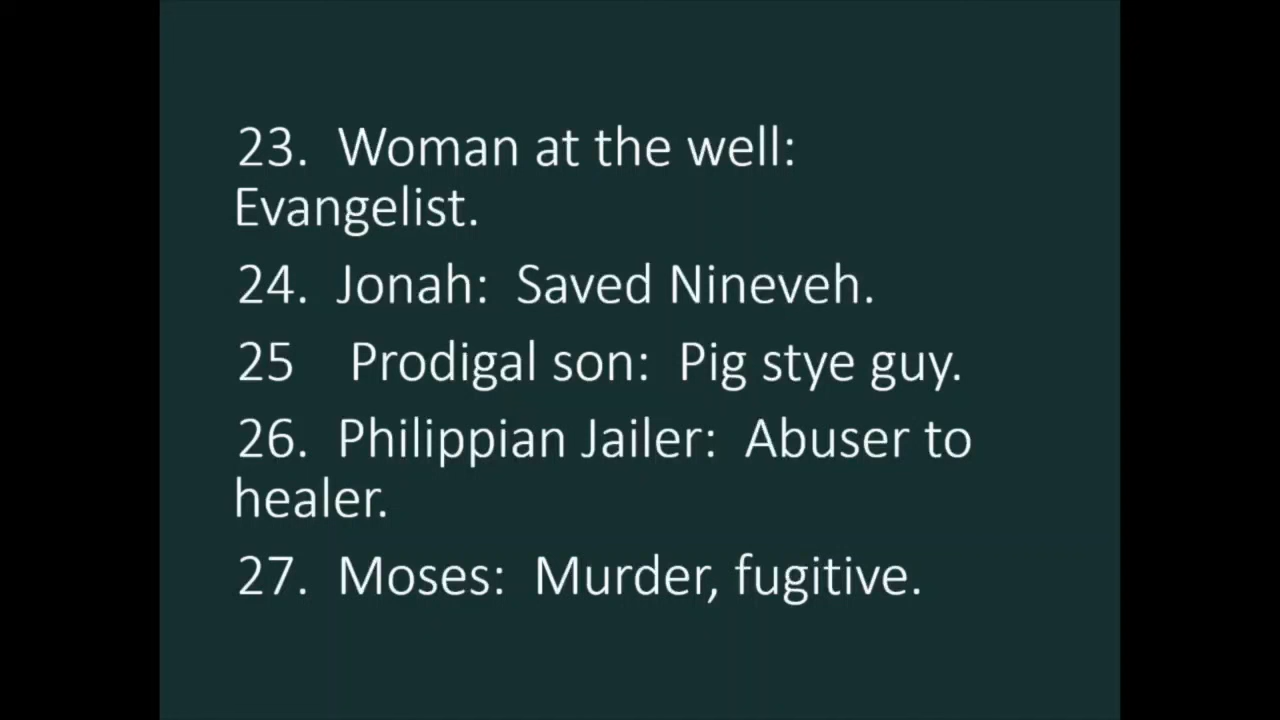 23.  Woman at the well:
Evangelist.
24.  Jonah:  Saved Nineveh.
25    Prodigal son:  Pig stye guy.
26.  Philippian Jailer:  Abuser to
healer.
27.  Moses:  Murder, fugitive.